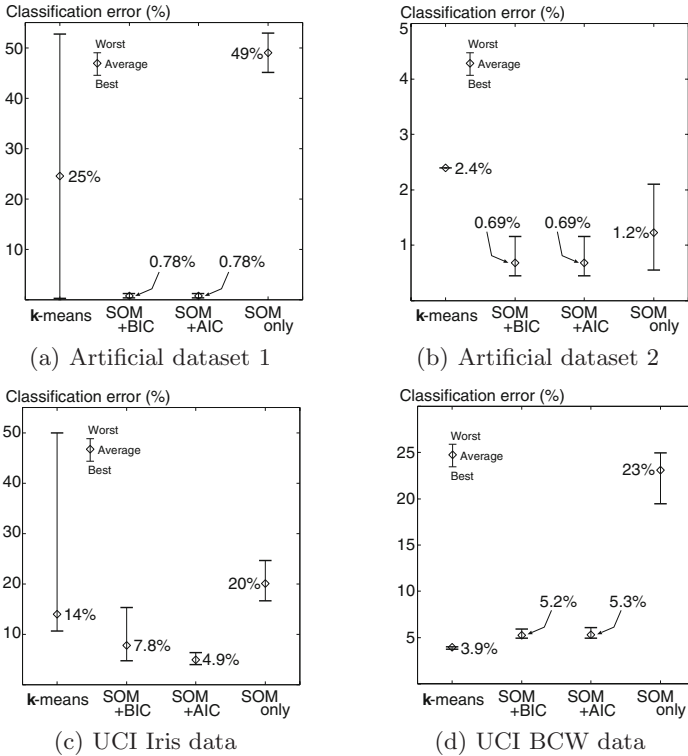 Classification error (%)
50
40
30
20
10
Worst
Average
Best
25%
0.78%
0.78%
49%
k-means
SOM
+BIC
SOM
+AIC
SOM
only
(a) Artificial dataset 1
Classification error (%)
5
4
3
2
1
Worst
Average
Best
2.4%
0.69%
0.69%
1.2%
k-means
SOM
+BIC
SOM
+AIC
SOM
only
(b) Artificial dataset 2
Classification error (%)
50
40
30
20
10
Worst
Average
Best
14%
7.8%
4.9%
20%
k-means
SOM
+BIC
SOM
+AIC
SOM
only
(c) UCI Iris data
Classification error (%)
25
20
15
10
5
Worst
Average
Best
3.9%
5.2%
5.3%
23%
k-means
SOM
+BIC
SOM
+AIC
SOM
only
(d) UCI BCW data